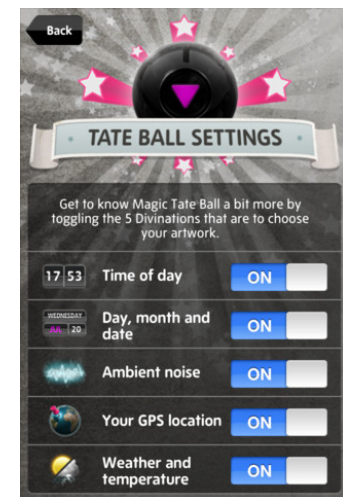 Back
TATE BALL SETTINGS
Get to know Magic Tate Ball a bit more by
toggling the 5 Divinations that are to choose
your artwork.
17 53
Time of day
ON
WEDNESDAY
JUL 20
Day, month and
date
ON
Ambient noise
ON
Your GPS location
ON
Weather and
temperature
ON